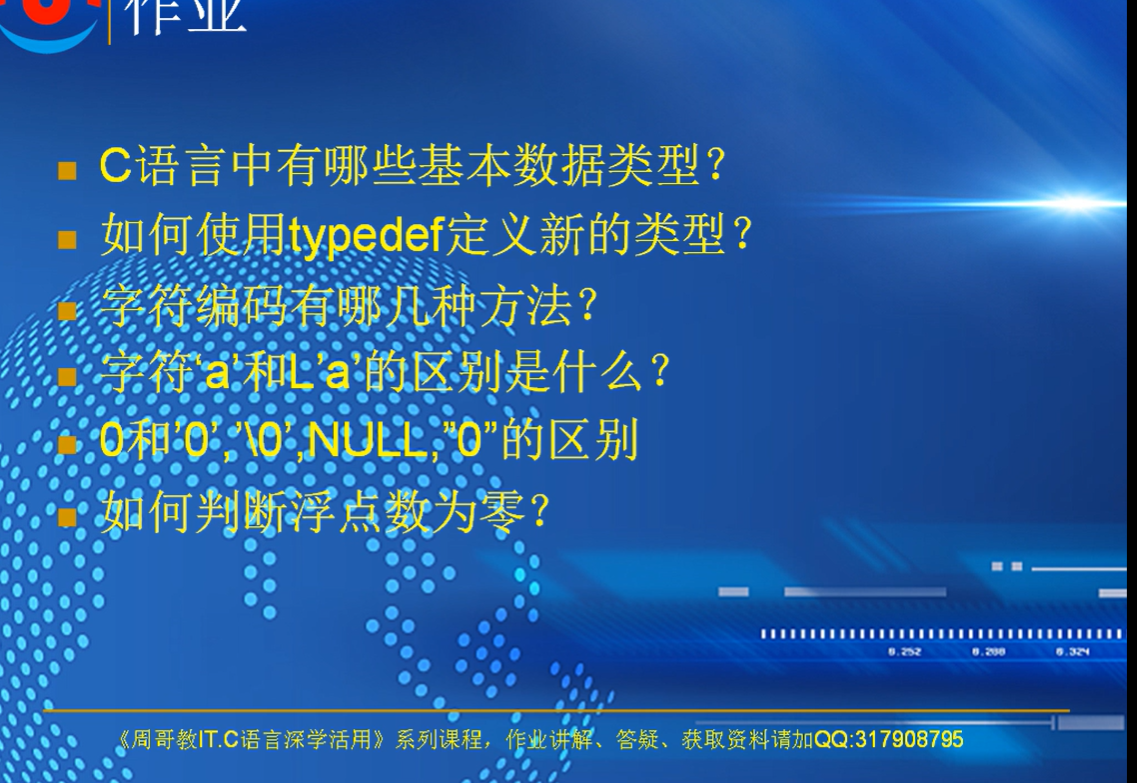 作业
C语言中有哪些基本数据类型？
如何使用typedef定义新的类型？
字符编码有哪几种方法？
字符‘a’和L’a’的区别是什么？
0和’0’,’\0’,NULL,”0”的区别
如何判断浮点数为零？
0.252 0.288 0.324
《周哥教IT.C语言深学活用》系列课程，作业讲解、答疑、获取资料请加QQ:317908795